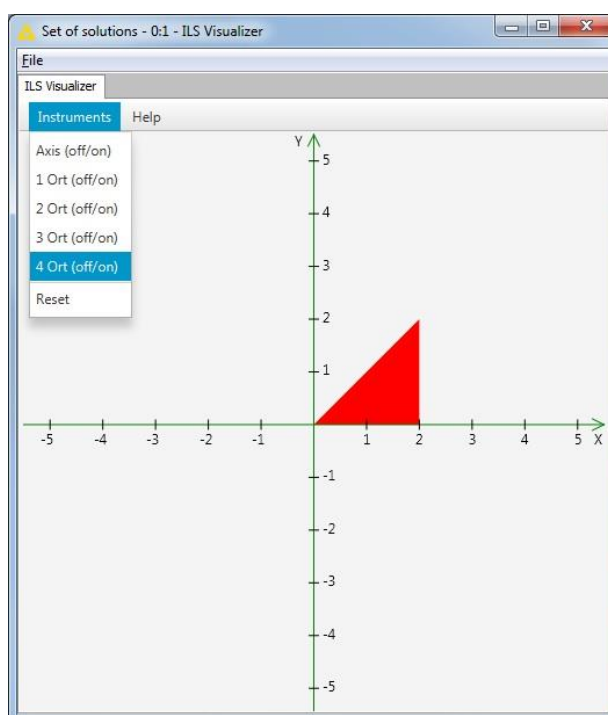 Set of solutions - 0:1 - ILS Visualizer
File
ILS Visualizer
Instruments Help
Axis (off/on)
1 Ort (off/on)
2 Ort (off/on)
3 Ort (off/on)
4 Ort (off/on)
Reset
Y
5
4
3
2
1
-5 -4 -3 -2 -1 1 2 3 4 5 X
-1
-2
-3
-4
-5